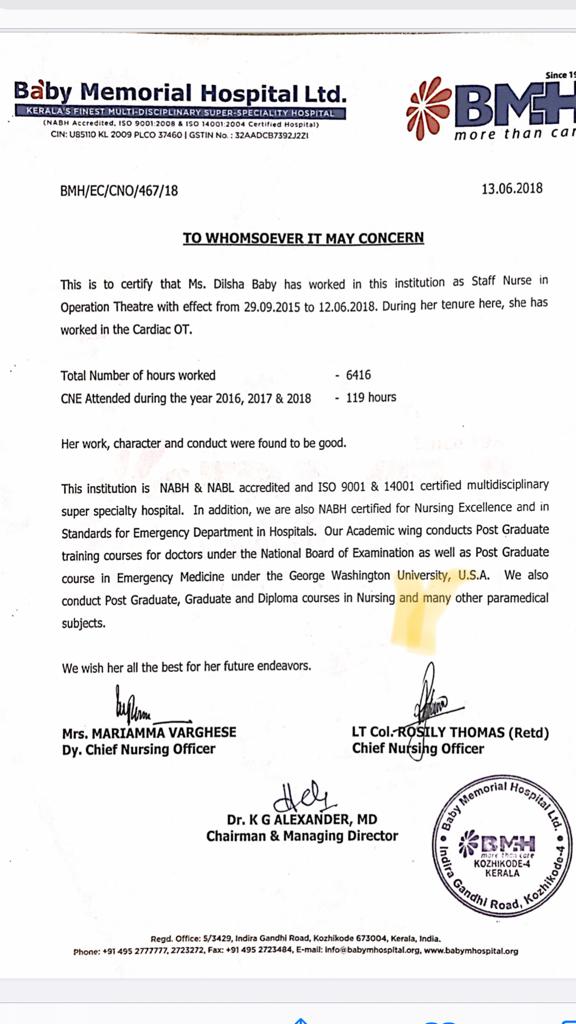 Baby Memorial Hospital Ltd.
KERALA'S FINEST MULTI-DISCIPLINARY SUPER-SPECIALITY HOSPITAL
(NABH Accredited, ISO 9001:2008 & ISO 14001:2004 Certified Hospital)
CIN: U85110 KL 2009 PLCO 37460 | GSTIN No. : 32AADCB7392J2Z1
Since 19
BMH
more than car
BMH/EC/CNO/467/18
13.06.2018
TO WHOMSOEVER IT MAY CONCERN
This is to certify that Ms. Dilsha Baby has worked in this institution as Staff Nurse in
Operation Theatre with effect from 29.09.2015 to 12.06.2018. During her tenure here, she has
worked in the Cardiac OT.
Total Number of hours worked - 6416
CNE Attended during the year 2016, 2017 & 2018 - 119 hours
Her work, character and conduct were found to be good.
This institution is NABH & NABL accredited and ISO 9001 & 14001 certified multidisciplinary
super specialty hospital. In addition, we are also NABH certified for Nursing Excellence and in
Standards for Emergency Department in Hospitals. Our Academic wing conducts Post Graduate
training courses for doctors under the National Board of Examination as well as Post Graduate
course in Emergency Medicine under the George Washington University, U.S.A. We also
conduct Post Graduate, Graduate and Diploma courses in Nursing and many other paramedical
subjects.
We wish her all the best for her future endeavors.
Mrs. MARIAMMA VARGHESE
Dy. Chief Nursing Officer
LT Col. ROSILY THOMAS (Retd)
Chief Nursing Officer
Dr. K G ALEXANDER, MD
Chairman & Managing Director
Baby Memorial Hospital Ltd.
BMH
more than care
KOZHIKODE-4
KERALA
Indira Gandhi Road, Kozhikode-4
Regd. Office: 5/3429, Indira Gandhi Road, Kozhikode 673004, Kerala, India.
Phone: +91 495 2777777, 2723272, Fax: +91 495 2723484, E-mail: info@babymhospital.org, www.babymhospital.org